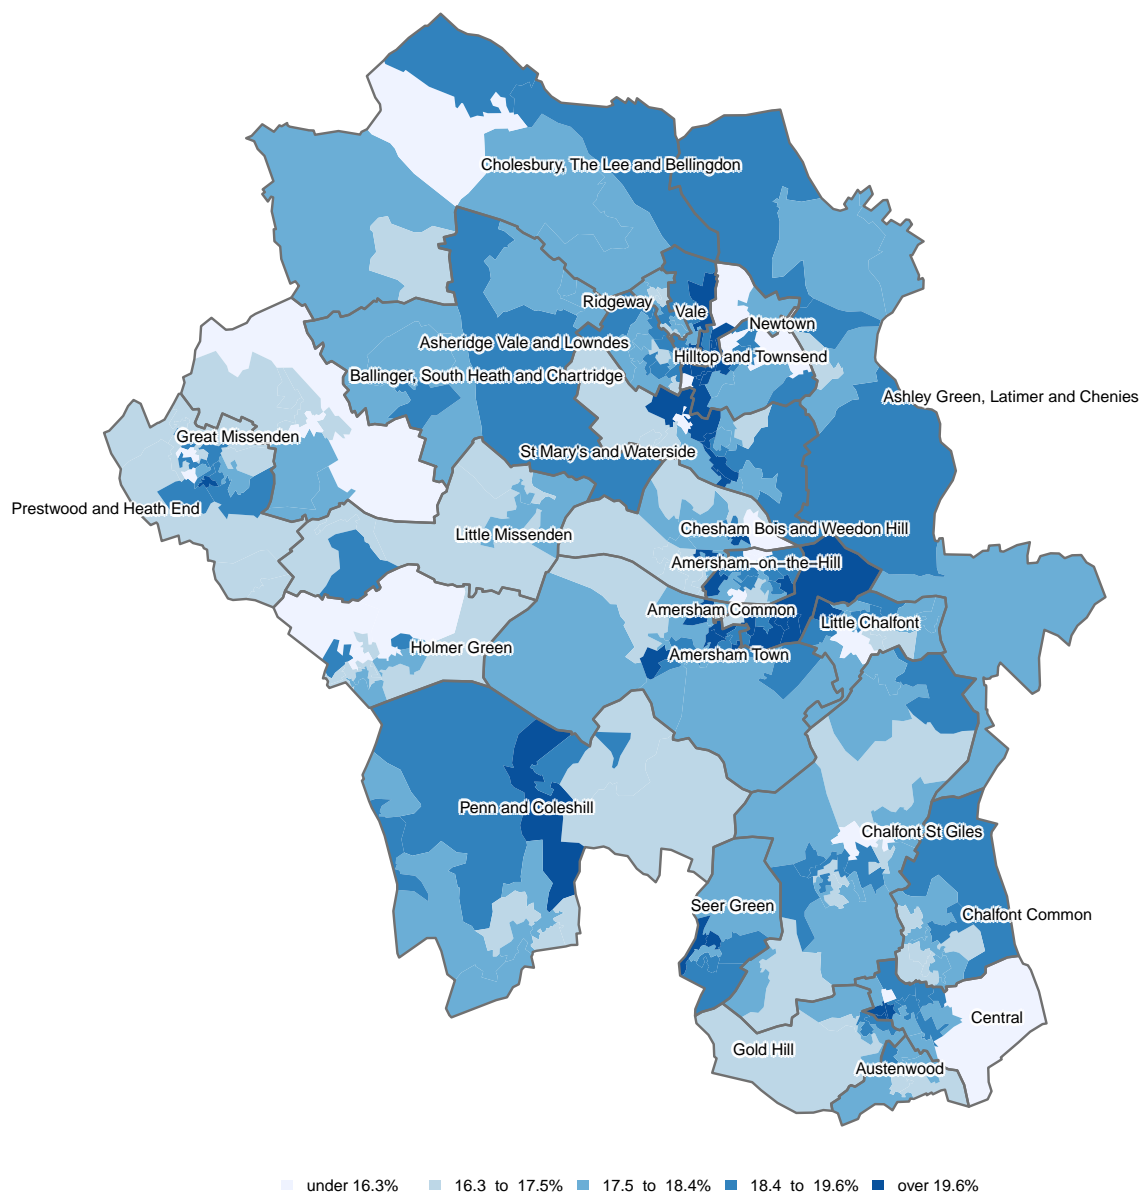 Cholesbury, The Lee and Bellingdon
Ridgeway
Vale
Newtown
Asheridge Vale and Lowndes
Hilltop and Townsend
Ballinger, South Heath and Chartridge
Ashley Green, Latimer and Chenies
Great Missenden
St Mary's and Waterside
Prestwood and Heath End
Chesham Bois and Weedon Hill
Little Missenden
Amersham-on-the-Hill
Amersham Common
Little Chalfont
Holmer Green
Amersham Town
Penn and Coleshill
Chalfont St Giles
Seer Green
Chalfont Common
Central
Gold Hill
Austenwood
under 16.3% 16.3 to 17.5% 17.5 to 18.4% 18.4 to 19.6% over 19.6%